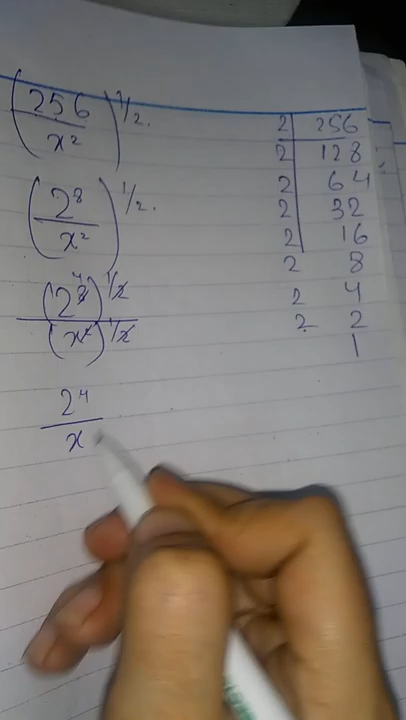 (256/x²)^1/2.
(2⁸/x²)^1/2.
(2⁸)^1/2 4
(x²)^1/2
2⁴
x
2 256
2 128
2 64
2 32
2 16
2 8
2 4
2 2
1